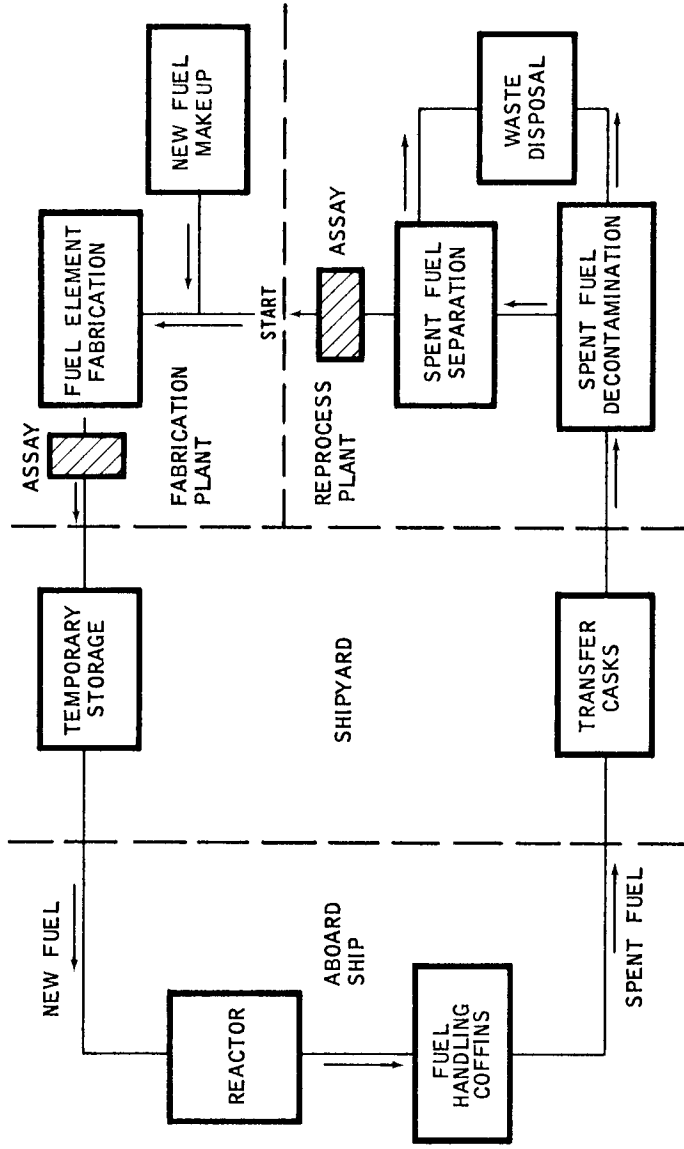 NEW FUEL
ASSAY
TEMPORARY
STORAGE
FUEL ELEMENT
FABRICATION
NEW FUEL
MAKEUP
REACTOR
FABRICATION
PLANT
START
ABOARD
SHIP
SHIPYARD
REPROCESS
PLANT
ASSAY
FUEL
HANDLING
COFFINS
SPENT FUEL
SEPARATION
WASTE
DISPOSAL
SPENT FUEL
TRANSFER
CASKS
SPENT FUEL
DECONTAMINATION